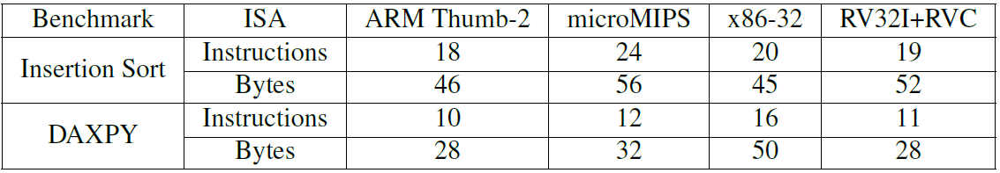 Benchmark ISA ARM Thumb-2 microMIPS x86-32 RV32I+RVC
Insertion Sort Instructions 18 24 20 19
Bytes 46 56 45 52
DAXPY Instructions 10 12 16 11
Bytes 28 32 50 28